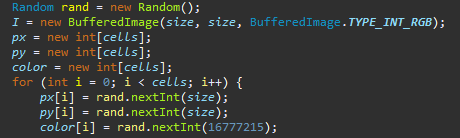 Random rand = new Random();
I = new BufferedImage(size, size, BufferedImage.TYPE_INT_RGB);
px = new int[cells];
py = new int[cells];
color = new int[cells];
for (int i = 0; i < cells; i++) {
px[i] = rand.nextInt(size);
py[i] = rand.nextInt(size);
color[i] = rand.nextInt(16777215);